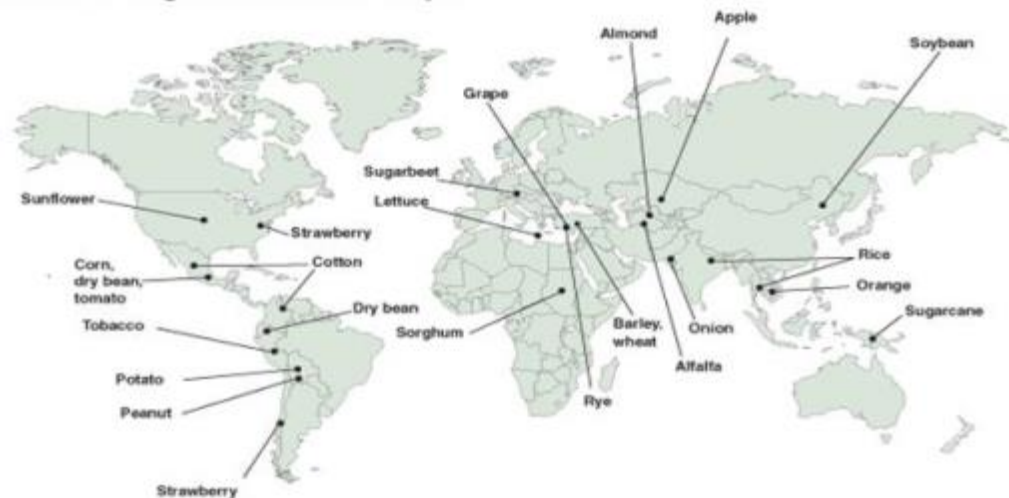 Apple
Almond
Soybean
Grape
Sugarbeet
Sunflower
Lettuce
Strawberry
Corn,
dry bean,
tomato
Cotton
Rice
Orange
Dry bean
Sugarcane
Tobacco
Sorghum
Barley,
wheat
Onion
Alfalfa
Potato
Rye
Peanut
Strawberry